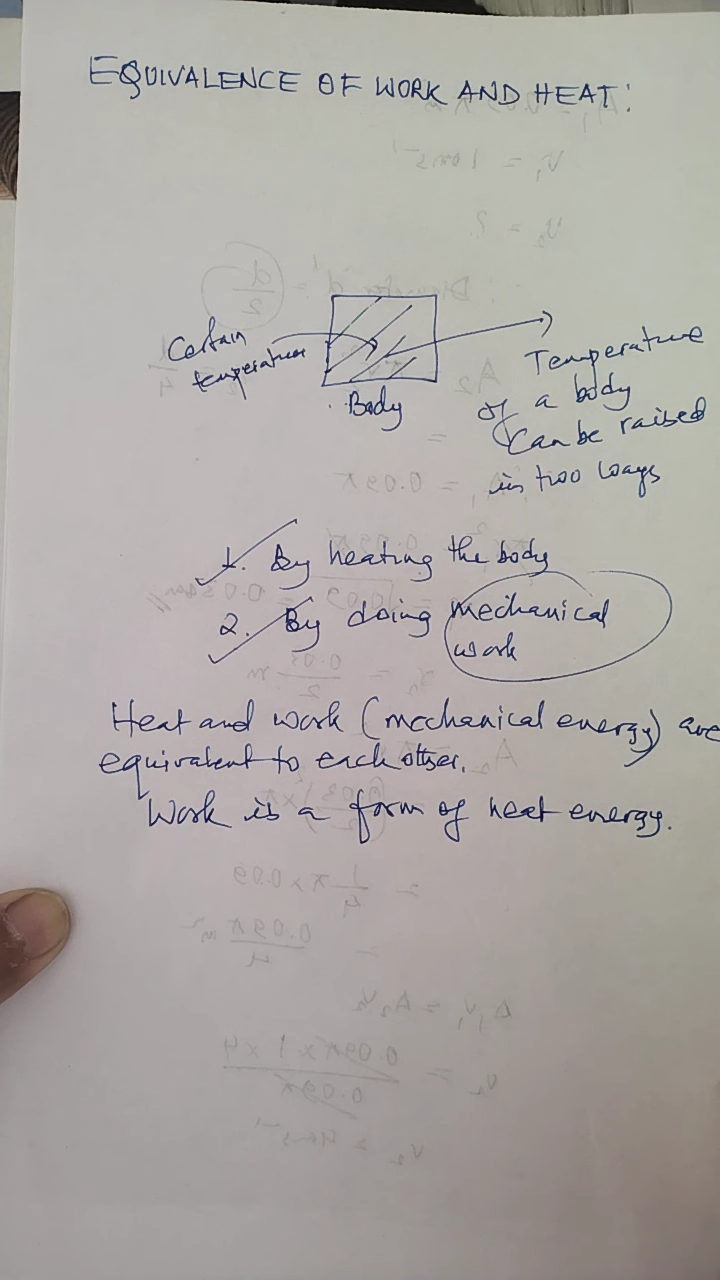 EQUIVALENCE OF WORK AND HEAT:
Certain
temperature
Body
Temperature
of a body
Can be raised
in two ways
1. By heating the body
2. By doing mechanical
work
Heat and work (mechanical energy) are
equivalent to each other.
Work is a form of heat energy.